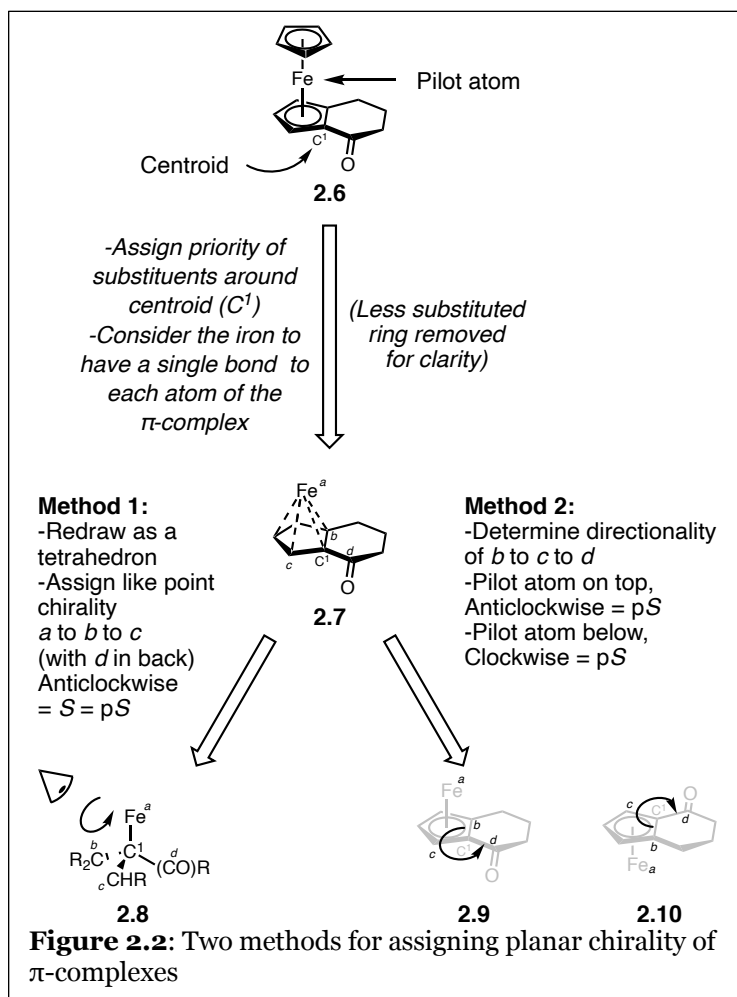 Fe
Pilot atom
C1
O
Centroid
2.6
-Assign priority of
substituents around
centroid (C1)
-Consider the iron to
have a single bond to
each atom of the
π-complex
(Less substituted
ring removed
for clarity)
Method 1:
-Redraw as a
tetrahedron
-Assign like point
chirality
a to b to c
(with d in back)
Anticlockwise
= S = pS
Fe a
b
d
c
C1
O
2.7
Method 2:
-Determine directionality
of b to c to d
-Pilot atom on top,
Anticlockwise = pS
-Pilot atom below,
Clockwise = pS
Fe a
b
C1
d
R2C
(CO)R
c CHR
2.8
Fe a
b
c
C1
d
O
2.9
O
c
C1
d
b
Fe a
2.10
Figure 2.2: Two methods for assigning planar chirality of
π-complexes